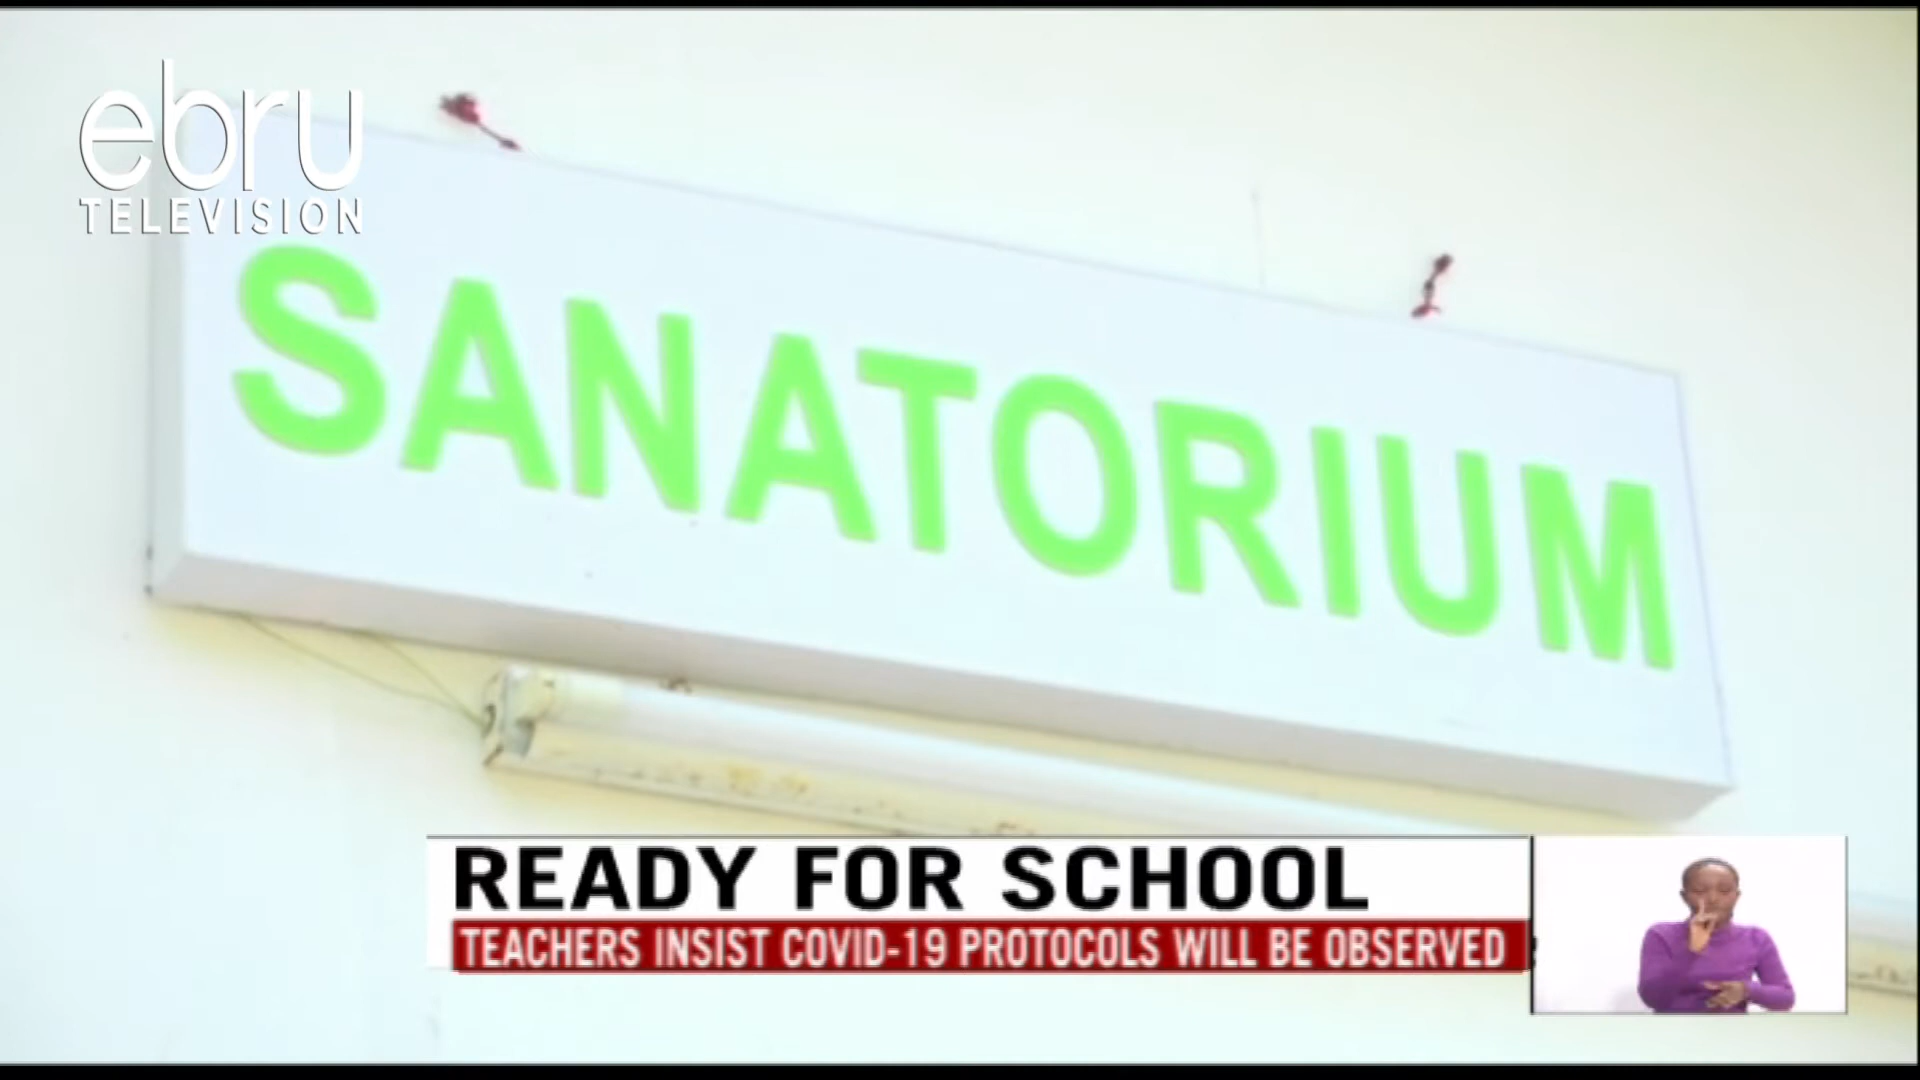 ebru
TELEVISION
SANATORIUM
READY FOR SCHOOL
TEACHERS INSIST COVID-19 PROTOCOLS WILL BE OBSERVED